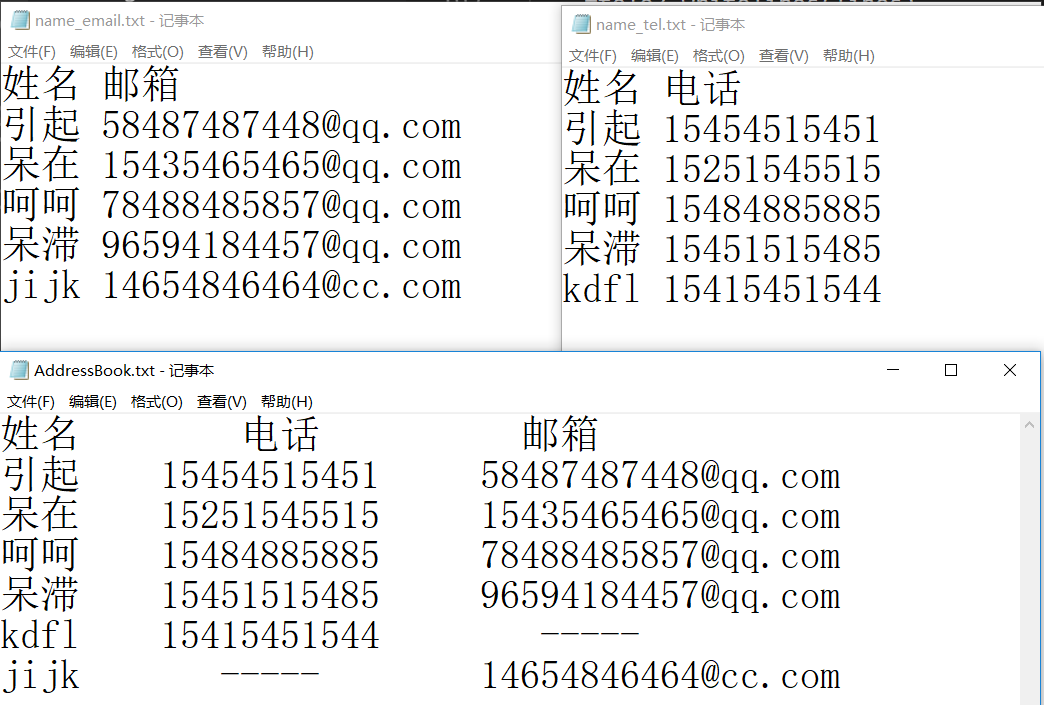 name_email.txt - 记事本
文件(F) 编辑(E) 格式(O) 查看(V) 帮助(H)
姓名 邮箱
引起 58487487448@qq.com
呆在 15435465465@qq.com
呵呵 78488485857@qq.com
呆滞 96594184457@qq.com
jijk 14654846464@cc.com
name_tel.txt - 记事本
文件(F) 编辑(E) 格式(O) 查看(V) 帮助(H)
姓名 电话
引起 15454515451
呆在 15251545515
呵呵 15484885885
呆滞 15451515485
kdfl 15415451544
AddressBook.txt - 记事本
文件(F) 编辑(E) 格式(O) 查看(V) 帮助(H)
姓名 电话 邮箱
引起 15454515451 58487487448@qq.com
呆在 15251545515 15435465465@qq.com
呵呵 15484885885 78488485857@qq.com
呆滞 15451515485 96594184457@qq.com
kdfl 15415451544 -----
jijk ----- 14654846464@cc.com